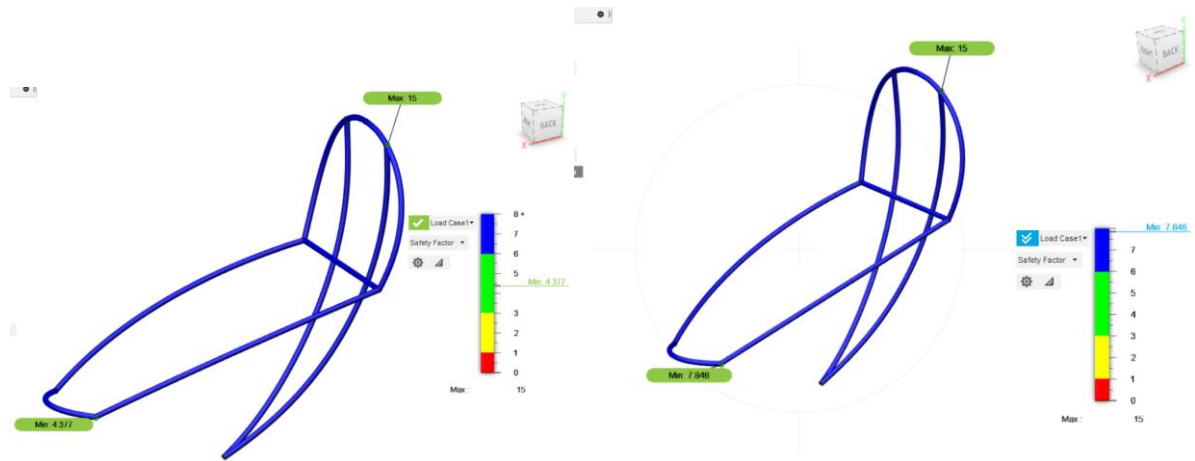 Max: 15
BACK
X
Load Case1
Safety Factor
8 +
7
6
5
Min: 4.377
3
2
1
0
Max :
15
Min: 4.377
Max: 15
BACK
X
Load Case1
Safety Factor
Min: 7.846
7
6
5
4
3
2
1
0
Max :
15
Min: 7.846